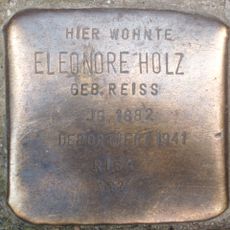 HIER WOHNTE
ELEONORE HOLZ
GEB. REISS
JG. 1882
DEPORTIERT 1941
RIGA